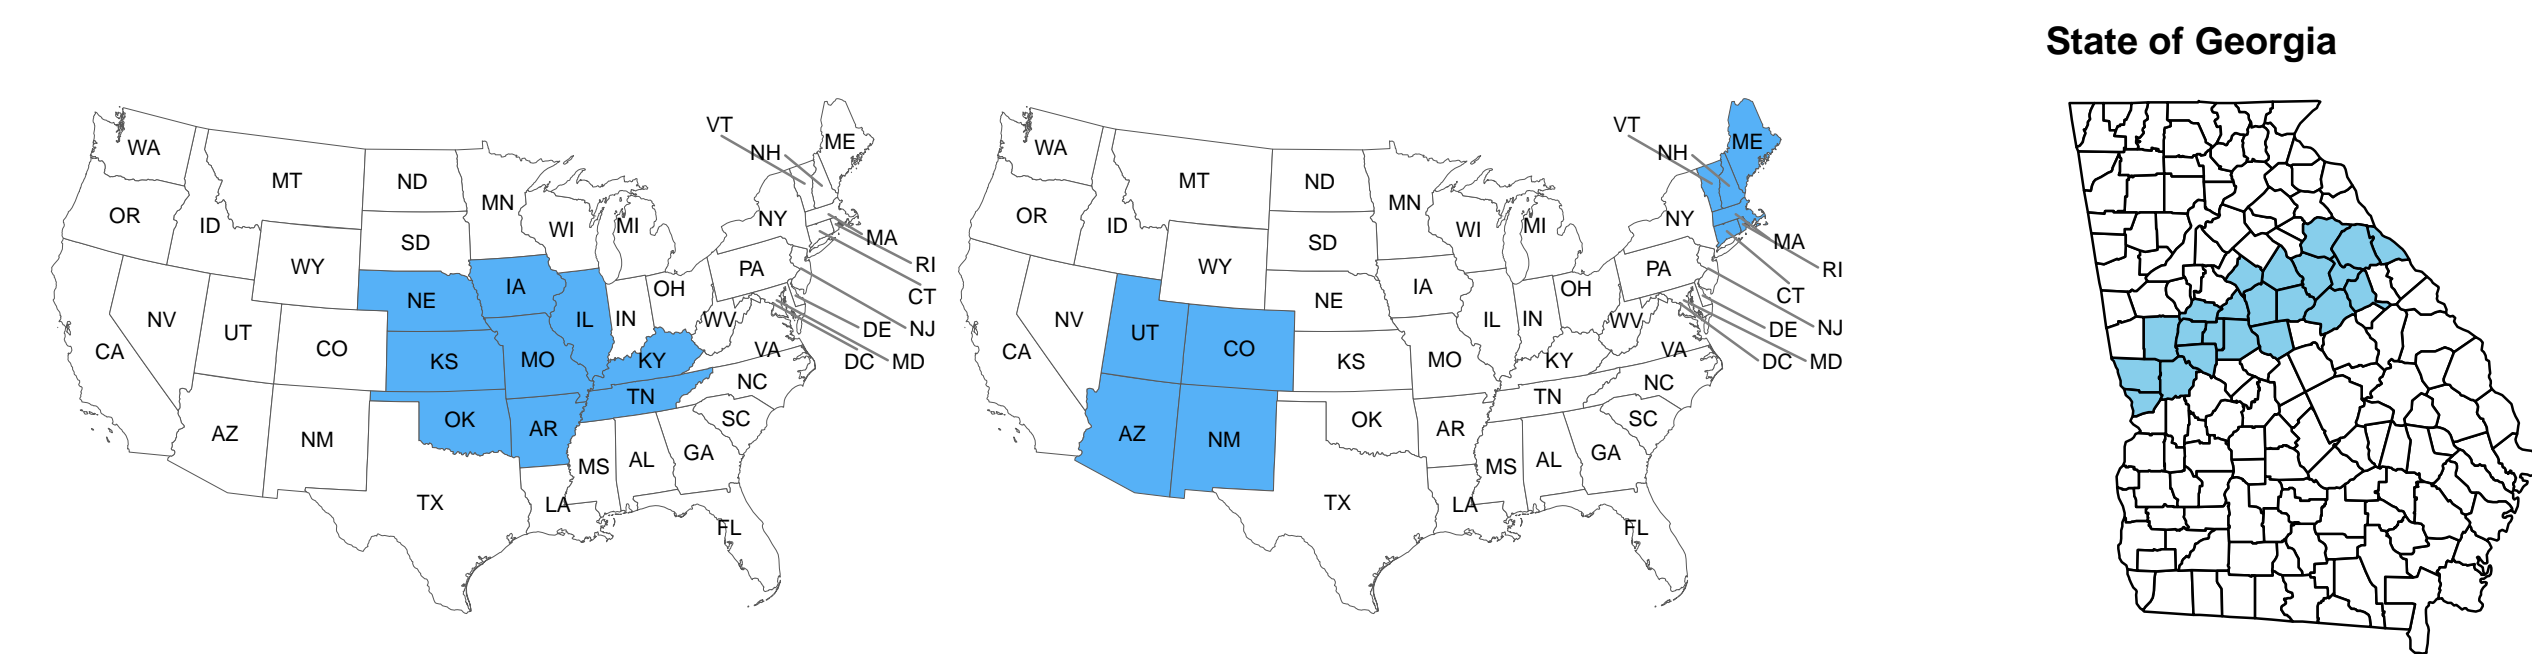 State of Georgia
WA
MT
ND
MN
VT
NH
ME
OR
ID
SD
WI
MI
NY
MA
WY
NE
IA
PA
OH
RI
CT
NV
UT
CO
KS
MO
IL
IN
WV
KY
VA
NJ
DE
DC
MD
CA
AZ
NM
OK
AR
TN
NC
SC
TX
LA
MS
AL
GA
FL
WA
MT
ND
MN
VT
NH
ME
OR
ID
SD
WI
MI
NY
MA
WY
NE
IA
PA
OH
RI
CT
NV
UT
CO
KS
MO
IL
IN
WV
KY
VA
NJ
DE
DC
MD
CA
AZ
NM
OK
AR
TN
NC
SC
TX
LA
MS
AL
GA
FL